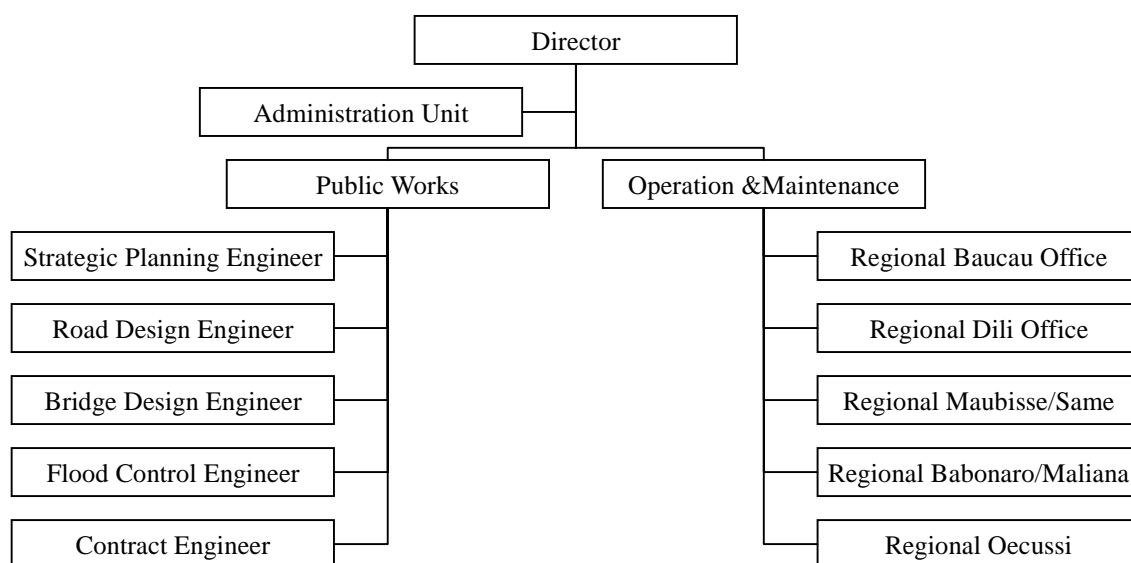 Director
Administration Unit
Public Works
Operation &Maintenance
Strategic Planning Engineer
Road Design Engineer
Bridge Design Engineer
Flood Control Engineer
Contract Engineer
Regional Baucau Office
Regional Dili Office
Regional Maubisse/Same
Regional Babonaro/Maliana
Regional Oecussi